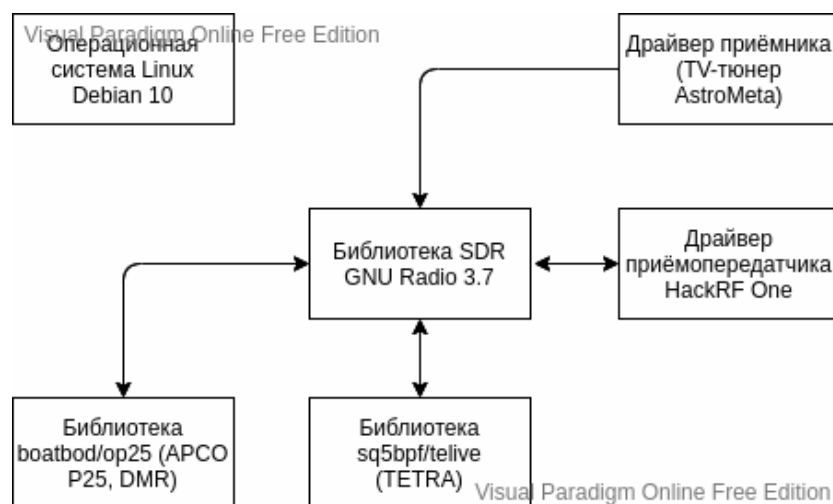 Visual Paradigm Online Free Edition
Операционная
система Linux
Debian 10
Драйвер приёмника
(TV-тюнер
AstroMeta)
Библиотека SDR
GNU Radio 3.7
Драйвер
приёмопередатчика
HackRF One
Библиотека
boatbod/op25 (APCO
P25, DMR)
Библиотека
sq5bpf/telive
(TETRA)
Visual Paradigm Online Free Edition